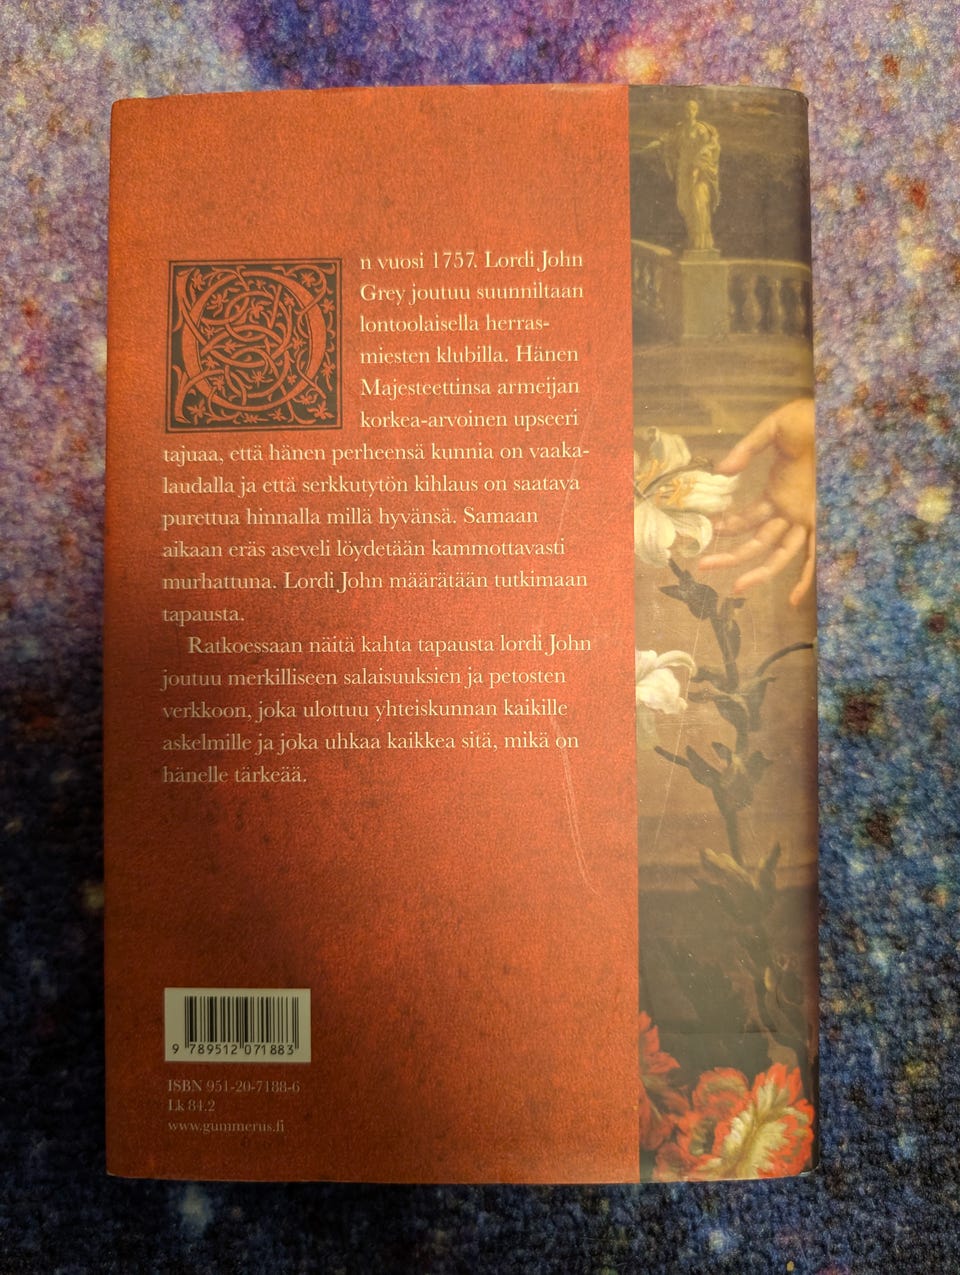 On vuosi 1757. Lordi John
Grey joutuu suunniltaan
lontoolaisella herras-
miesten klubilla. Hänen
Majesteettinsa armeijan
korkea-arvoinen upseeri
tajuaa, että hänen perheensä kunnia on vaaka-
laudalla ja että serkkutytön kihlaus on saatava
purettua hinnalla millä hyvänsä. Samaan
aikaan eräs aseveli löydetään kammottavasti
murhattuna. Lordi John määrätään tutkimaan
tapausta.
Ratkoessaan näitä kahta tapausta lordi John
joutuu merkilliseen salaisuuksien ja petosten
verkkoon, joka ulottuu yhteiskunnan kaikille
askelmille ja joka uhkaa kaikkea sitä, mikä on
hänelle tärkeää.
9 789512 071883
ISBN 951-20-7188-6
Lk 84.2
www.gummerus.fi